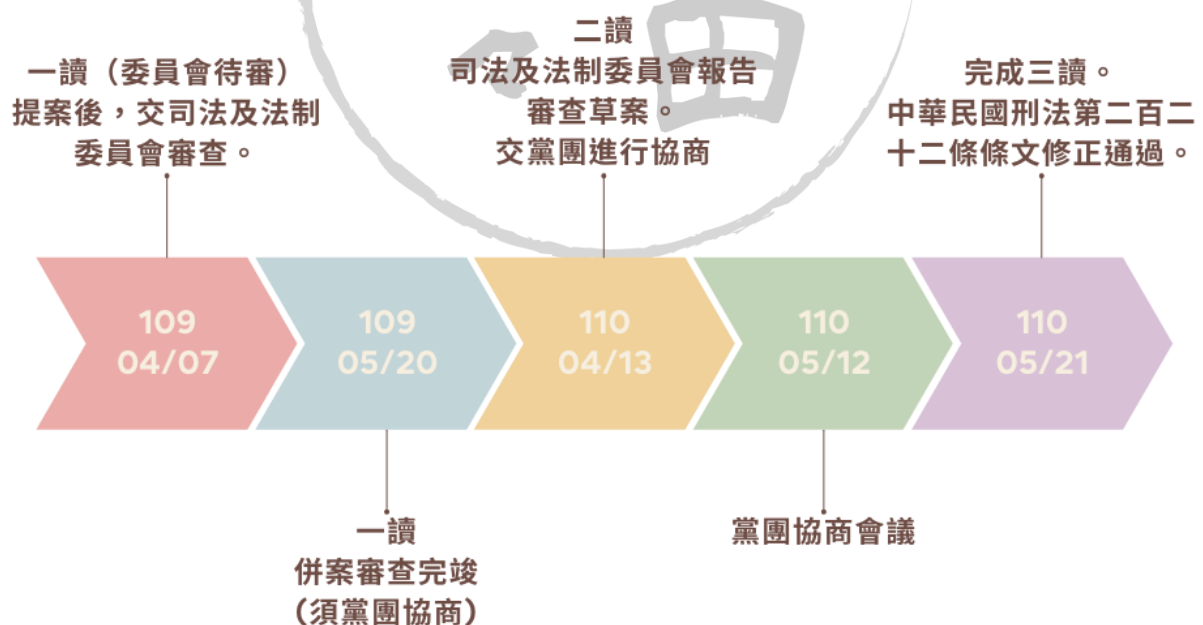 一讀（委員會待審）
提案後，交司法及法制
委員會審查。
109
04/07
109
05/20
一讀
併案審查完竣
(須黨團協商)
二讀
司法及法制委員會報告
審查草案。
交黨團進行協商
110
04/13
110
05/12
黨團協商會議
完成三讀。
中華民國刑法第二百二
十二條條文修正通過。
110
05/21
田